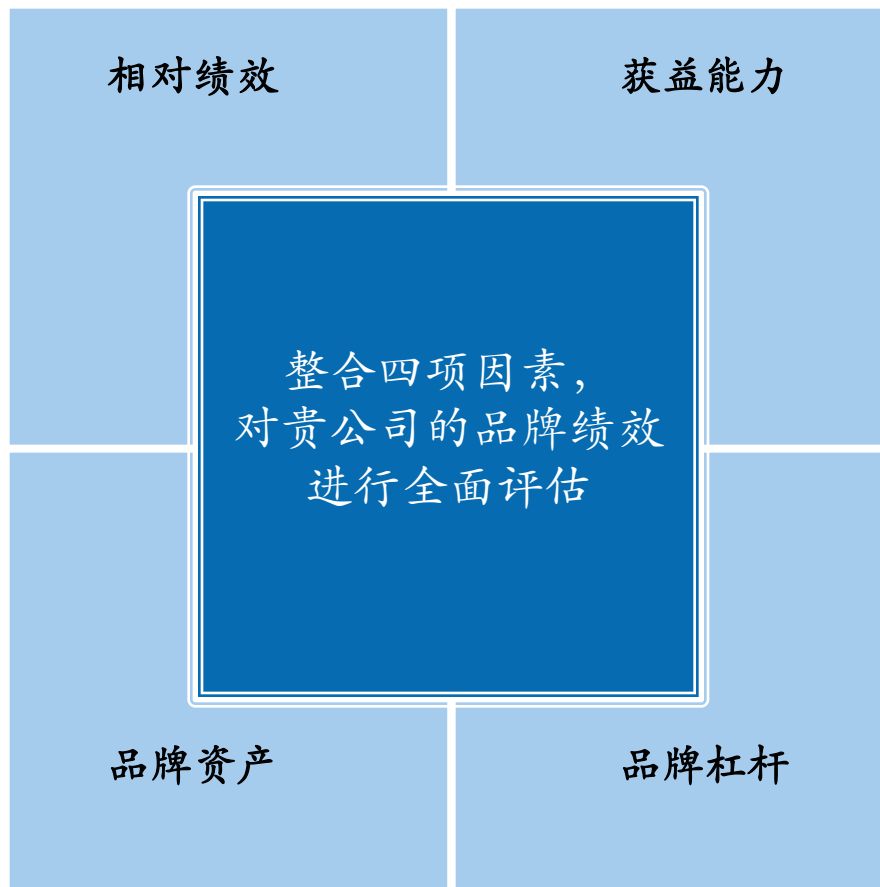 相对绩效
获益能力
整合四项因素，
对贵公司的品牌绩效
进行全面评估
品牌资产
品牌杠杆